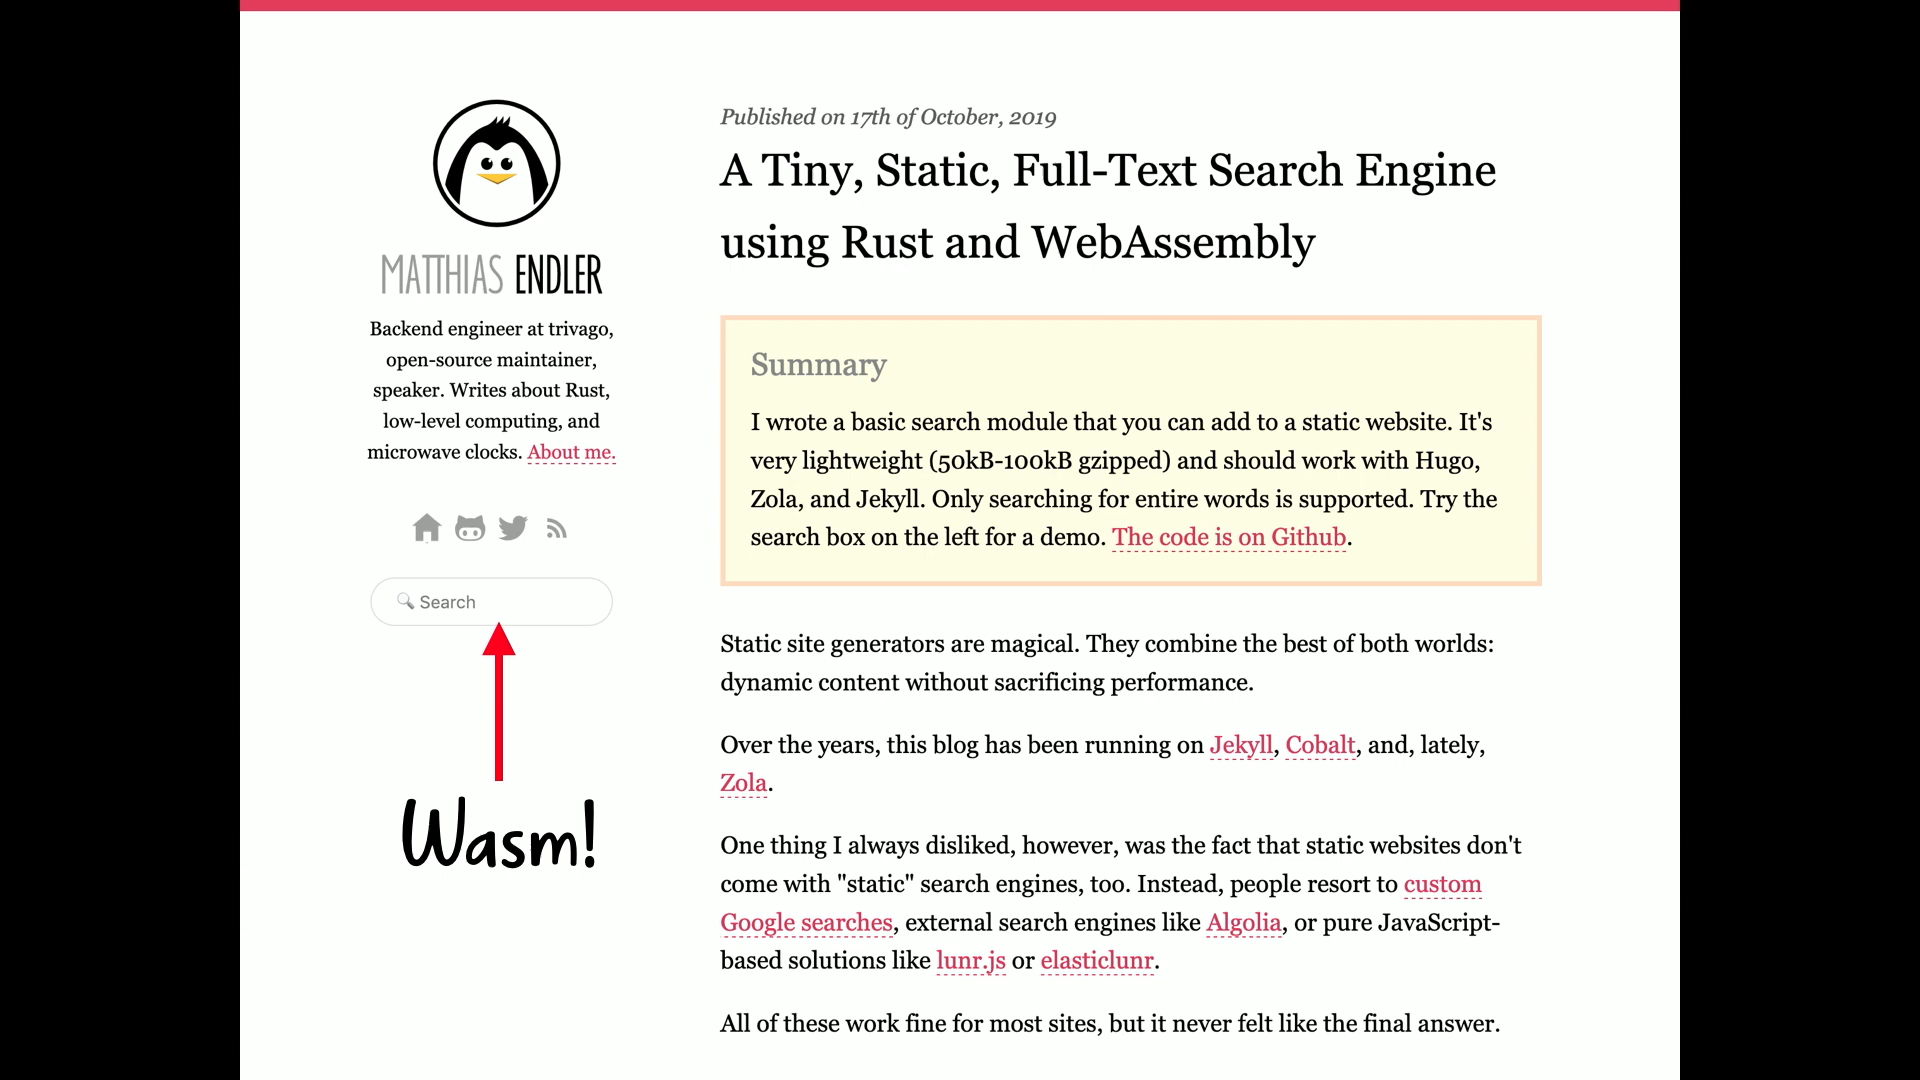 MATTHIAS ENDLER
Backend engineer at trivago,
open-source maintainer,
speaker. Writes about Rust,
low-level computing, and
microwave clocks. About me.
Search
Wasm!
Published on 17th of October, 2019
A Tiny, Static, Full-Text Search Engine
using Rust and WebAssembly
Summary
I wrote a basic search module that you can add to a static website. It's
very lightweight (50kB-100kB gzipped) and should work with Hugo,
Zola, and Jekyll. Only searching for entire words is supported. Try the
search box on the left for a demo. The code is on Github.
Static site generators are magical. They combine the best of both worlds:
dynamic content without sacrificing performance.
Over the years, this blog has been running on Jekyll, Cobalt, and, lately,
Zola.
One thing I always disliked, however, was the fact that static websites don't
come with "static" search engines, too. Instead, people resort to custom
Google searches, external search engines like Algolia, or pure JavaScript-
based solutions like lunr.js or elasticlunr.
All of these work fine for most sites, but it never felt like the final answer.